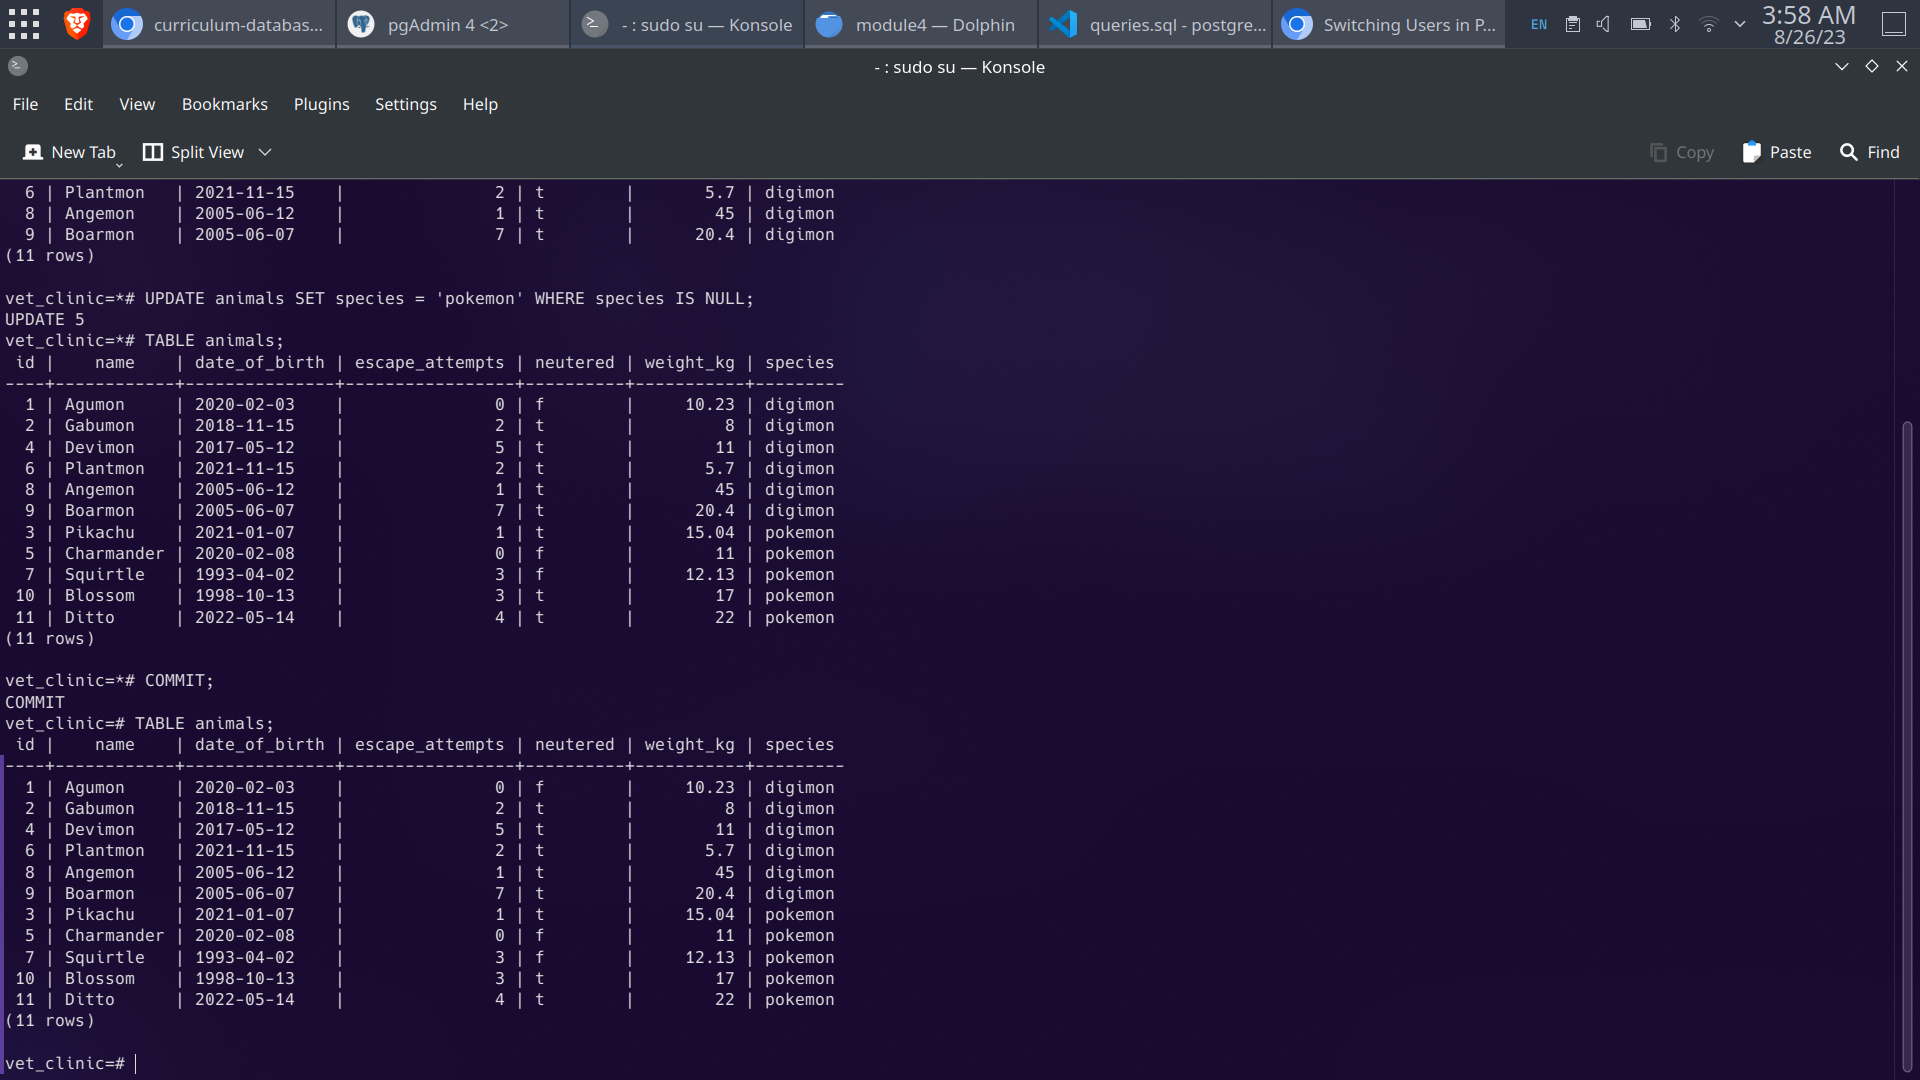 curriculum-databas...
pgAdmin 4 <2>
- : sudo su — Konsole
module4 — Dolphin
queries.sql - postgre...
Switching Users in P...
EN
3:58 AM
8/26/23
- : sudo su — Konsole
File Edit View Bookmarks Plugins Settings Help
New Tab Split View Copy Paste Find
  6 | Plantmon   | 2021-11-15    |               2 | t        |       5.7 | digimon
  8 | Angemon    | 2005-06-12    |               1 | t        |        45 | digimon
  9 | Boarmon    | 2005-06-07    |               7 | t        |      20.4 | digimon
(11 rows)
vet_clinic=*# UPDATE animals SET species = 'pokemon' WHERE species IS NULL;
UPDATE 5
vet_clinic=*# TABLE animals;
 id |    name    | date_of_birth | escape_attempts | neutered | weight_kg | species
----+------------+---------------+-----------------+----------+-----------+---------
  1 | Agumon     | 2020-02-03    |               0 | f        |     10.23 | digimon
  2 | Gabumon    | 2018-11-15    |               2 | t        |         8 | digimon
  4 | Devimon    | 2017-05-12    |               5 | t        |        11 | digimon
  6 | Plantmon   | 2021-11-15    |               2 | t        |       5.7 | digimon
  8 | Angemon    | 2005-06-12    |               1 | t        |        45 | digimon
  9 | Boarmon    | 2005-06-07    |               7 | t        |      20.4 | digimon
  3 | Pikachu    | 2021-01-07    |               1 | t        |     15.04 | pokemon
  5 | Charmander | 2020-02-08    |               0 | f        |        11 | pokemon
  7 | Squirtle   | 1993-04-02    |               3 | f        |     12.13 | pokemon
 10 | Blossom    | 1998-10-13    |               3 | t        |        17 | pokemon
 11 | Ditto      | 2022-05-14    |               4 | t        |        22 | pokemon
(11 rows)
vet_clinic=*# COMMIT;
COMMIT
vet_clinic=# TABLE animals;
 id |    name    | date_of_birth | escape_attempts | neutered | weight_kg | species
----+------------+---------------+-----------------+----------+-----------+---------
  1 | Agumon     | 2020-02-03    |               0 | f        |     10.23 | digimon
  2 | Gabumon    | 2018-11-15    |               2 | t        |         8 | digimon
  4 | Devimon    | 2017-05-12    |               5 | t        |        11 | digimon
  6 | Plantmon   | 2021-11-15    |               2 | t        |       5.7 | digimon
  8 | Angemon    | 2005-06-12    |               1 | t        |        45 | digimon
  9 | Boarmon    | 2005-06-07    |               7 | t        |      20.4 | digimon
  3 | Pikachu    | 2021-01-07    |               1 | t        |     15.04 | pokemon
  5 | Charmander | 2020-02-08    |               0 | f        |        11 | pokemon
  7 | Squirtle   | 1993-04-02    |               3 | f        |     12.13 | pokemon
 10 | Blossom    | 1998-10-13    |               3 | t        |        17 | pokemon
 11 | Ditto      | 2022-05-14    |               4 | t        |        22 | pokemon
(11 rows)
vet_clinic=#